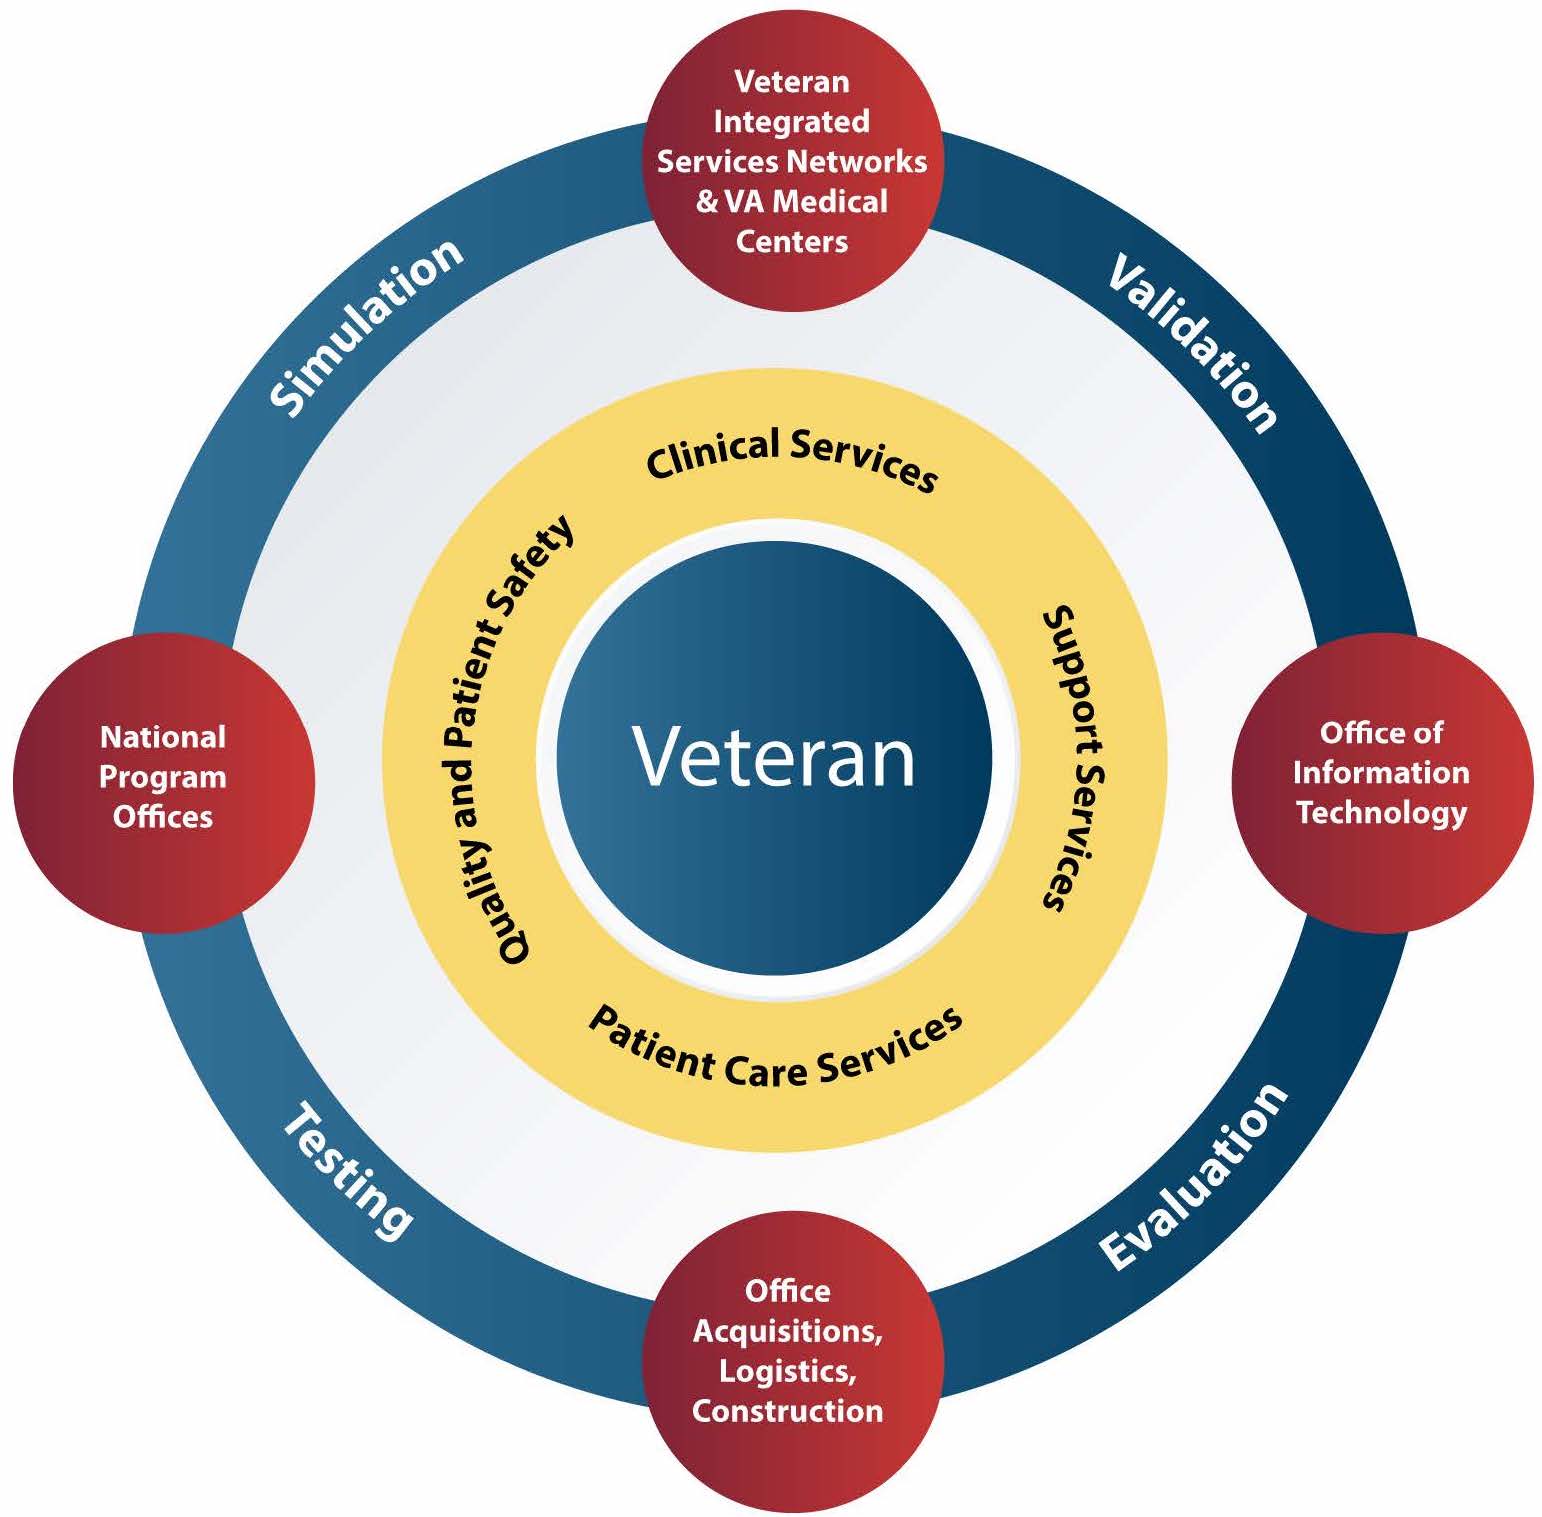 Veteran
Integrated
Services Networks
& VA Medical
Centers
Simulation
Validation
Clinical Services
Quality and Patient Safety
Support Services
Veteran
National
Program
Offices
Office of
Information
Technology
Patient Care Services
Testing
Evaluation
Office
Acquisitions,
Logistics,
Construction